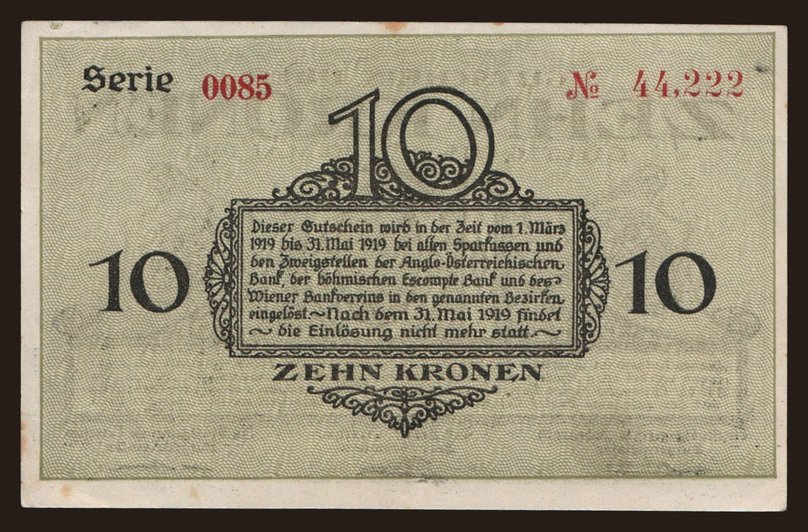 Serie 0085 № 44,222
10
Dieser Gutschein wird in der Zeit vom 1. März
1919 bis 31. Mai 1919 bei allen Sparkassen und
den Zweigstellen der Anglo-Österreichischen
Bank, der böhmischen Escompte Bank und des
Wiener Bankvereins in den genannten Bezirken
eingelöst~Nach dem 31. Mai 1919 findet
~ die Einlösung nicht mehr statt.~
10 10
ZEHN KRONEN